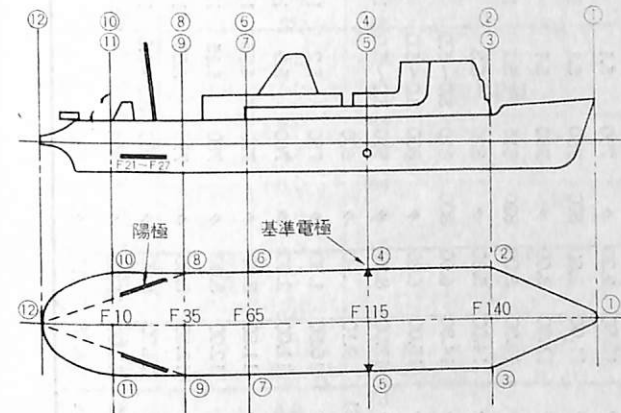 ⑫ ⑩ ⑧ ⑥ ④ ② ①
⑪ ⑨ ⑦ ⑤ ③
F21~F27
陽極
基準電極
⑩ ⑧ ⑥ ④ ②
⑫ F10 F35 F65 F115 F140 ①
⑪ ⑨ ⑦ ⑤ ③